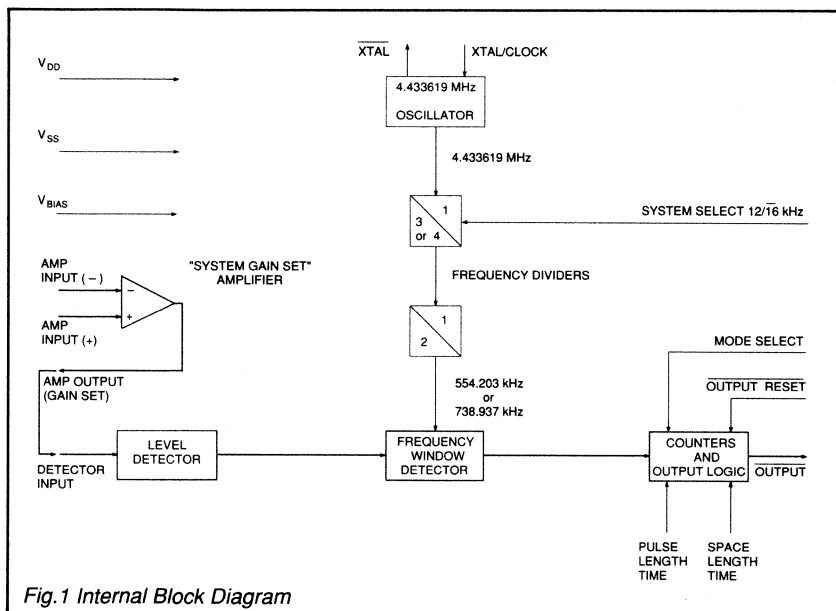 XTAL
XTAL/CLOCK
4.433619 MHz
OSCILLATOR
4.433619 MHz
VDD
VSS
VBIAS
1
3
or 4
SYSTEM SELECT 12/16 kHz
FREQUENCY DIVIDERS
1
2
AMP
INPUT (−)
"SYSTEM GAIN SET"
AMPLIFIER
−
+
AMP
INPUT (+)
AMP OUTPUT
(GAIN SET)
554.203 kHz
or
738.937 kHz
MODE SELECT
OUTPUT RESET
DETECTOR
INPUT
LEVEL
DETECTOR
FREQUENCY
WINDOW
DETECTOR
COUNTERS
AND
OUTPUT LOGIC
OUTPUT
PULSE
LENGTH
TIME
SPACE
LENGTH
TIME
Fig.1 Internal Block Diagram